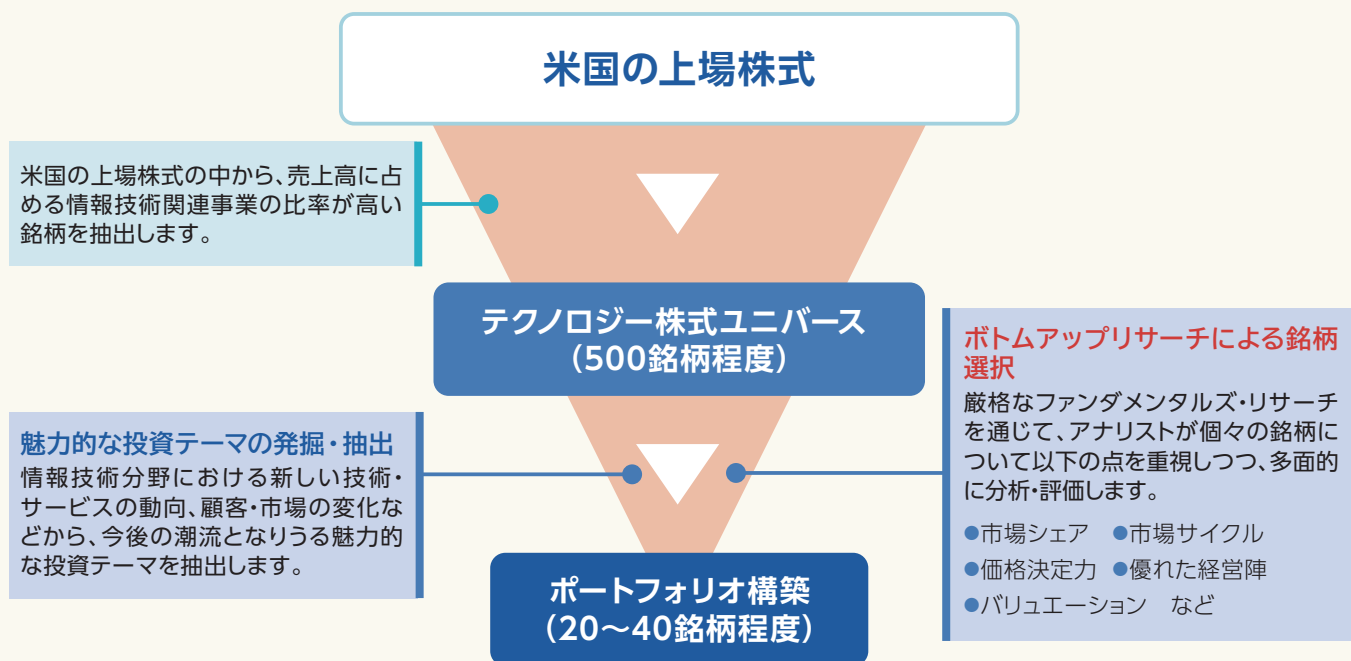 米国の上場株式
米国の上場株式の中から、売上高に占
める情報技術関連事業の比率が高い
銘柄を抽出します。
テクノロジー株式ユニバース
(500銘柄程度)
魅力的な投資テーマの発掘・抽出
情報技術分野における新しい技術・
サービスの動向、顧客・市場の変化な
どから、今後の潮流となりうる魅力的
な投資テーマを抽出します。
ボトムアップリサーチによる銘柄
選択
厳格なファンダメンタルズ・リサーチ
を通じて、アナリストが個々の銘柄に
ついて以下の点を重視しつつ、多面的
に分析・評価します。
●市場シェア ●市場サイクル
●価格決定力 ●優れた経営陣
●バリュエーション など
ポートフォリオ構築
(20～40銘柄程度)